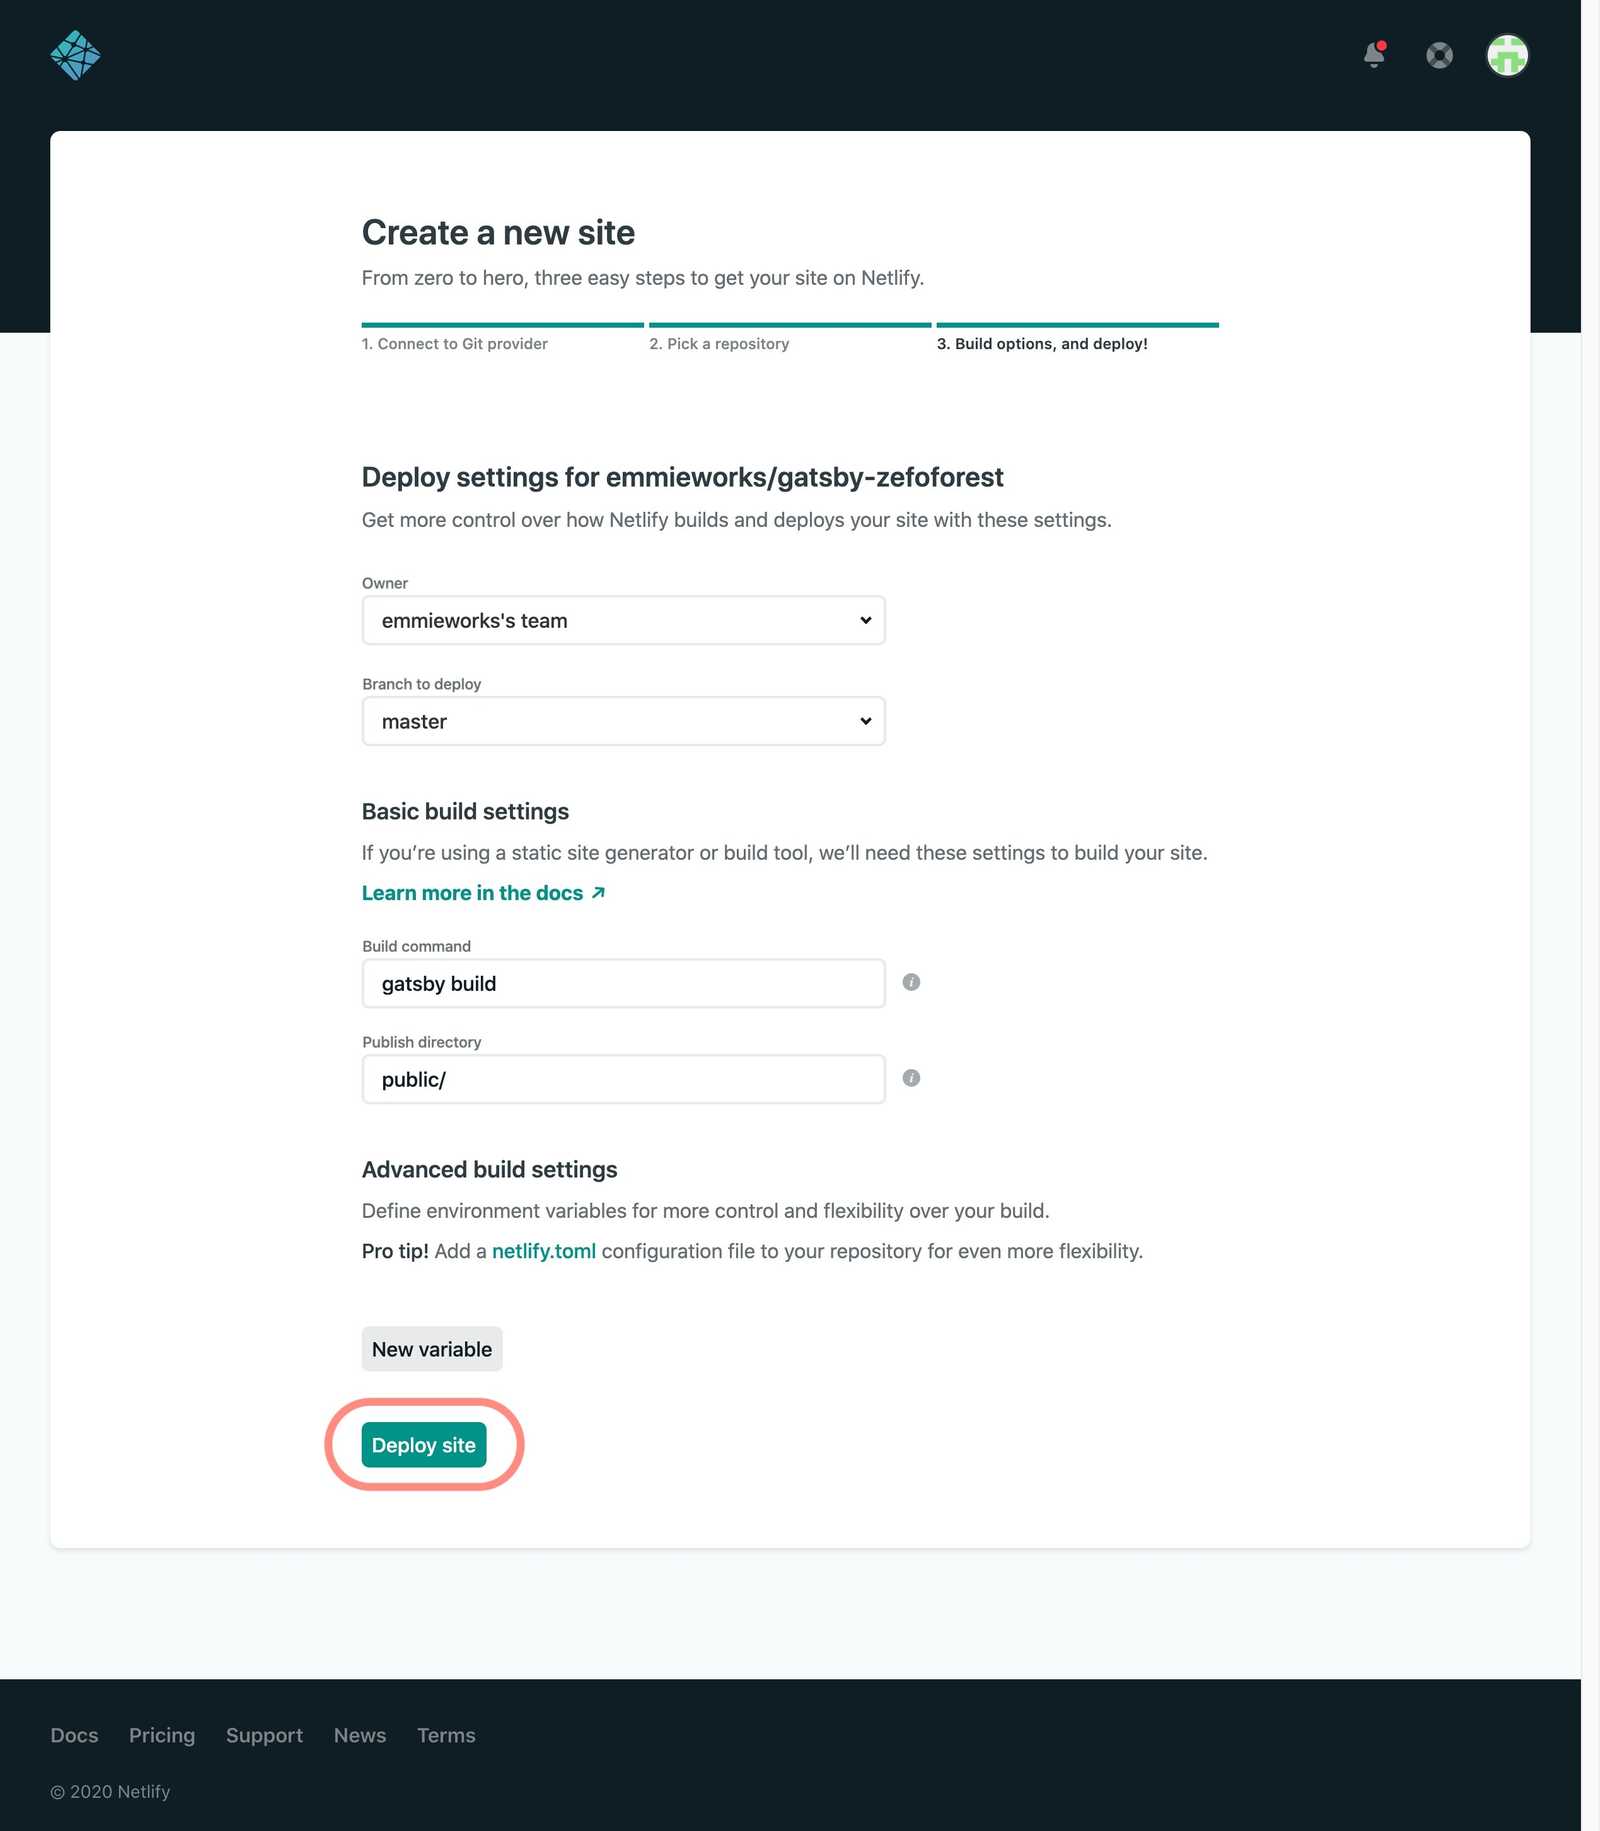 Create a new site
From zero to hero, three easy steps to get your site on Netlify.
1. Connect to Git provider
2. Pick a repository
3. Build options, and deploy!
Deploy settings for emmieworks/gatsby-zefoforest
Get more control over how Netlify builds and deploys your site with these settings.
Owner
emmieworks's team
Branch to deploy
master
Basic build settings
If you’re using a static site generator or build tool, we’ll need these settings to build your site.
Learn more in the docs ↗
Build command
gatsby build
Publish directory
public/
Advanced build settings
Define environment variables for more control and flexibility over your build.
Pro tip! Add a netlify.toml configuration file to your repository for even more flexibility.
New variable
Deploy site
Docs Pricing Support News Terms
© 2020 Netlify